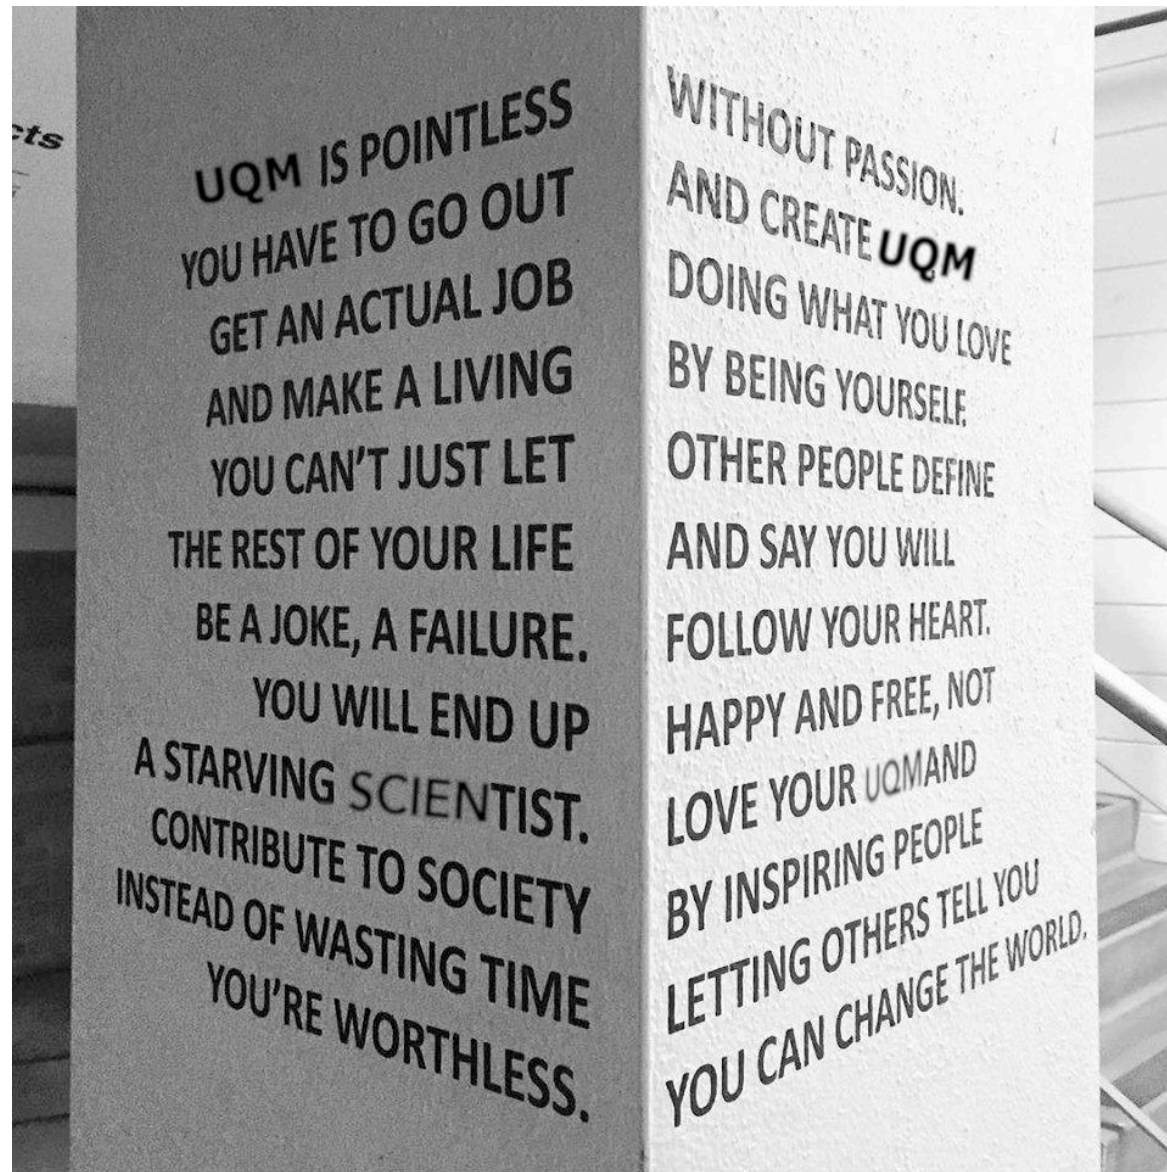 cts
UQM IS POINTLESS WITHOUT PASSION.
YOU HAVE TO GO OUT AND CREATE UQM
GET AN ACTUAL JOB DOING WHAT YOU LOVE
AND MAKE A LIVING BY BEING YOURSELF.
YOU CAN'T JUST LET OTHER PEOPLE DEFINE
THE REST OF YOUR LIFE AND SAY YOU WILL
BE A JOKE, A FAILURE. FOLLOW YOUR HEART.
YOU WILL END UP HAPPY AND FREE, NOT
A STARVING SCIENTIST. LOVE YOUR UQMAND
CONTRIBUTE TO SOCIETY BY INSPIRING PEOPLE
INSTEAD OF WASTING TIME LETTING OTHERS TELL YOU
YOU'RE WORTHLESS. YOU CAN CHANGE THE WORLD.